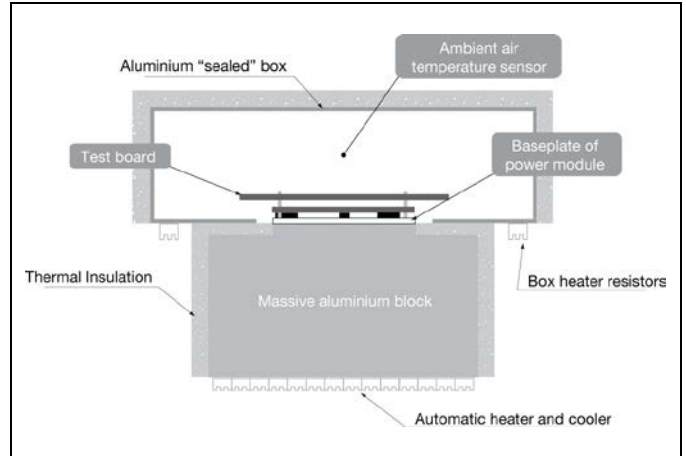 Ambient air
temperature sensor
Aluminium “sealed” box
Test board
Baseplate of
power module
Thermal Insulation
Massive aluminium block
Box heater resistors
Automatic heater and cooler